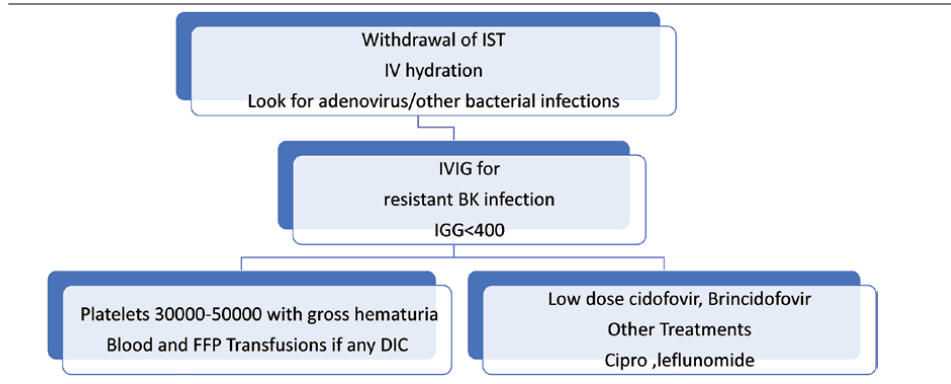 Withdrawal of IST
IV hydration
Look for adenovirus/other bacterial infections
IVIG for
resistant BK infection
IGG<400
Platelets 30000-50000 with gross hematuria
Blood and FFP Transfusions if any DIC
Low dose cidofovir, Brincidofovir
Other Treatments
Cipro ,leflunomide